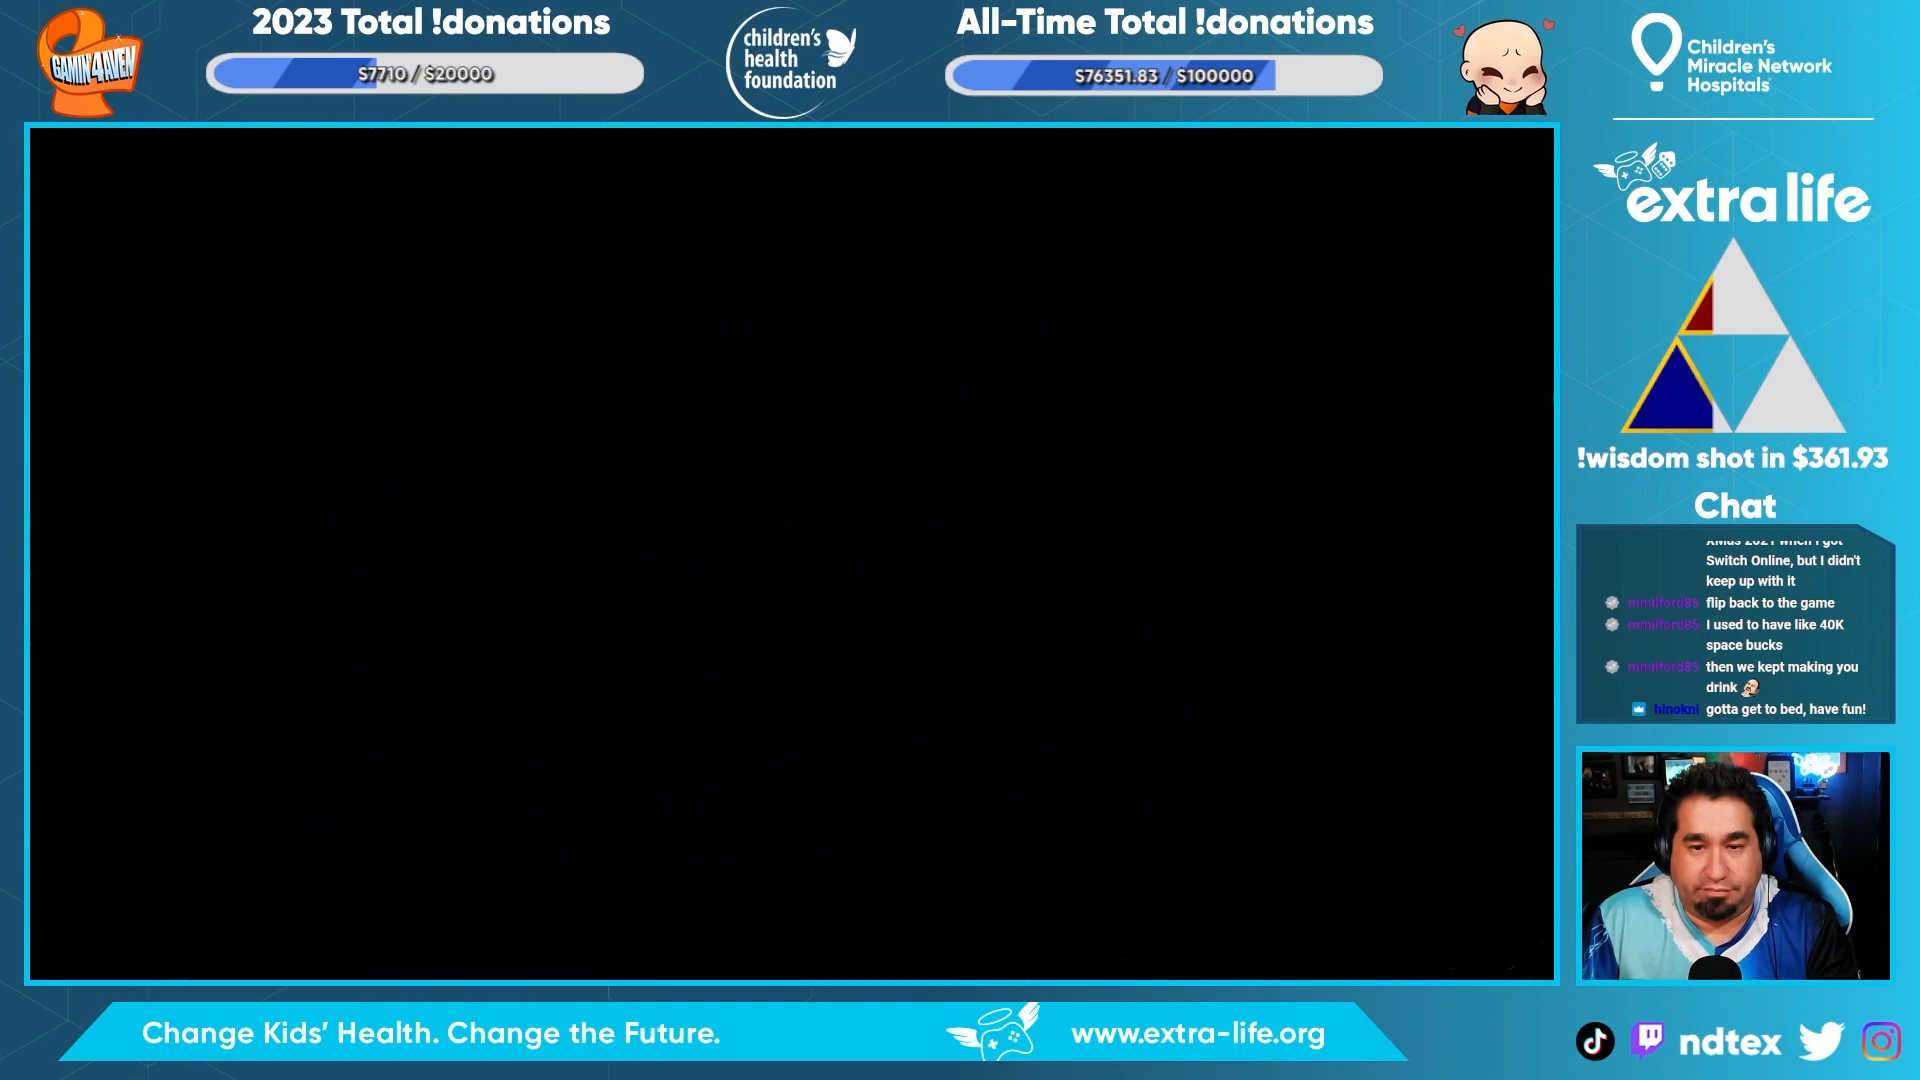 2023 Total !donations
$7710 / $20000
GAMIN4AVEN
children's
health
foundation
All-Time Total !donations
$76351.83 / $100000
Children's
Miracle Network
Hospitals
extra life
!wisdom shot in $361.93
Chat
Switch Online, but I didn't
keep up with it
mmilford85 flip back to the game
mmilford85 I used to have like 40K
space bucks
mmilford85 then we kept making you
drink
hinokni gotta get to bed, have fun!
Change Kids' Health. Change the Future.
www.extra-life.org
ndtex